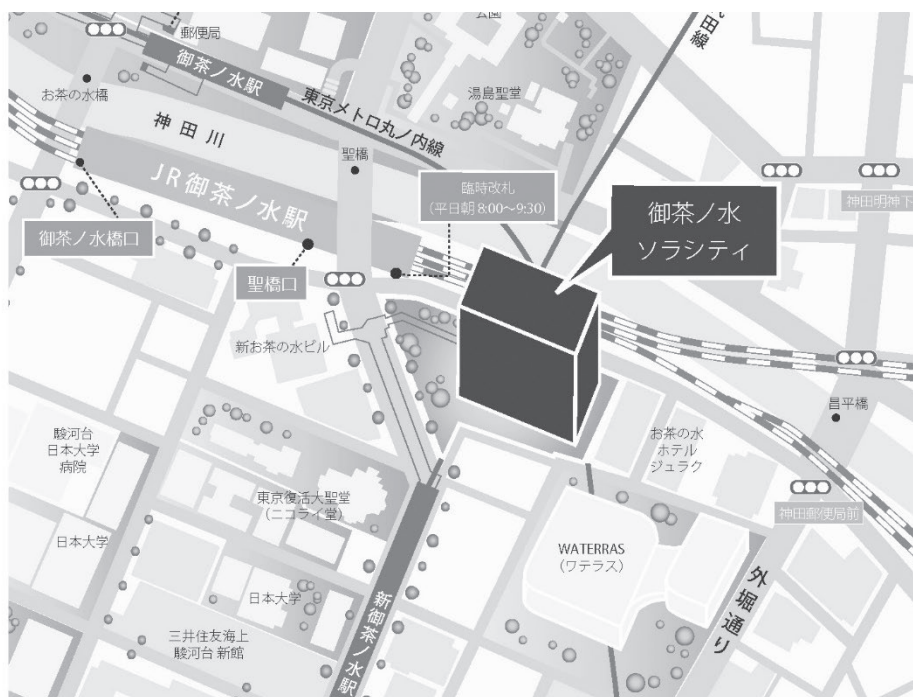 公園
郵便局
御茶ノ水駅
お茶の水橋
東京メトロ丸ノ内線
湯島聖堂
神田川
聖橋
JR御茶ノ水駅
臨時改札
(平日朝 8:00〜9:30)
神田明神下
御茶ノ水
ソラシティ
御茶ノ水橋口
聖橋口
新お茶の水ビル
昌平橋
駿河台
日本大学
病院
お茶の水
ホテル
ジュラク
東京復活大聖堂
(ニコライ堂)
神田郵便局前
日本大学
WATERRAS
(ワテラス)
日本大学
外堀通り
三井住友海上
駿河台 新館
新御茶ノ水駅